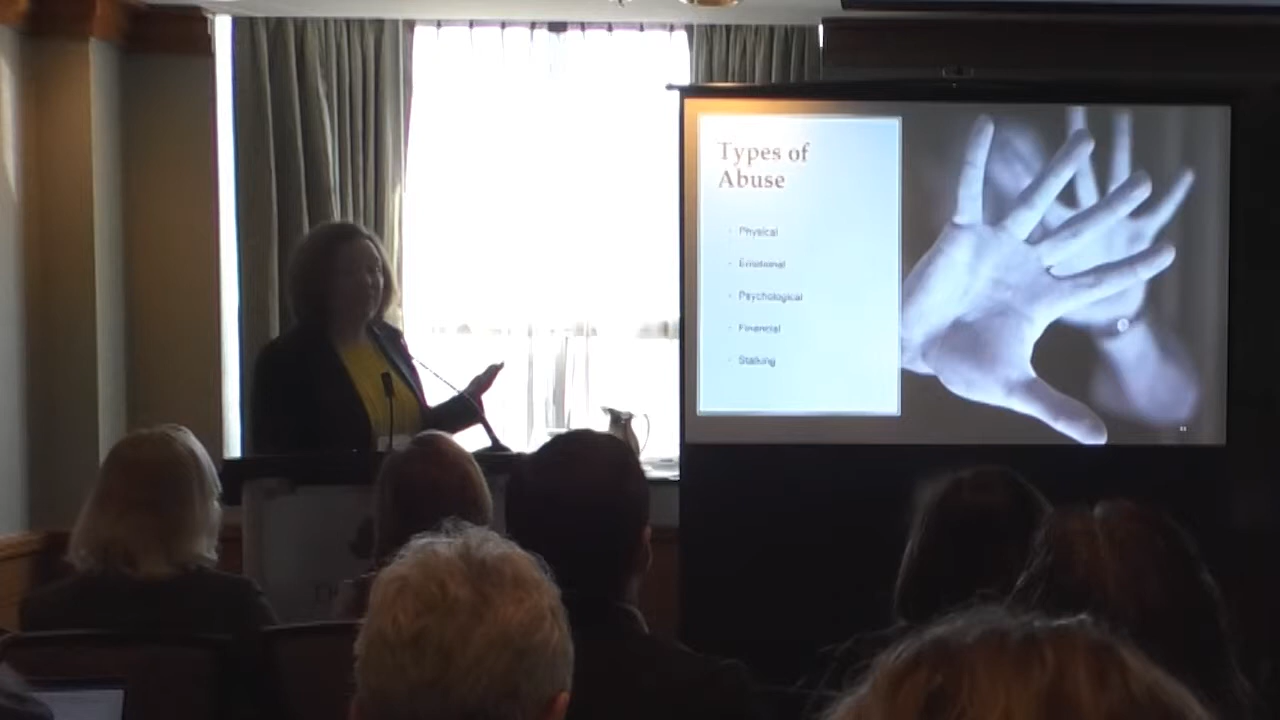 Types of
Abuse
Physical
Emotional
Psychological
Financial
Stalking